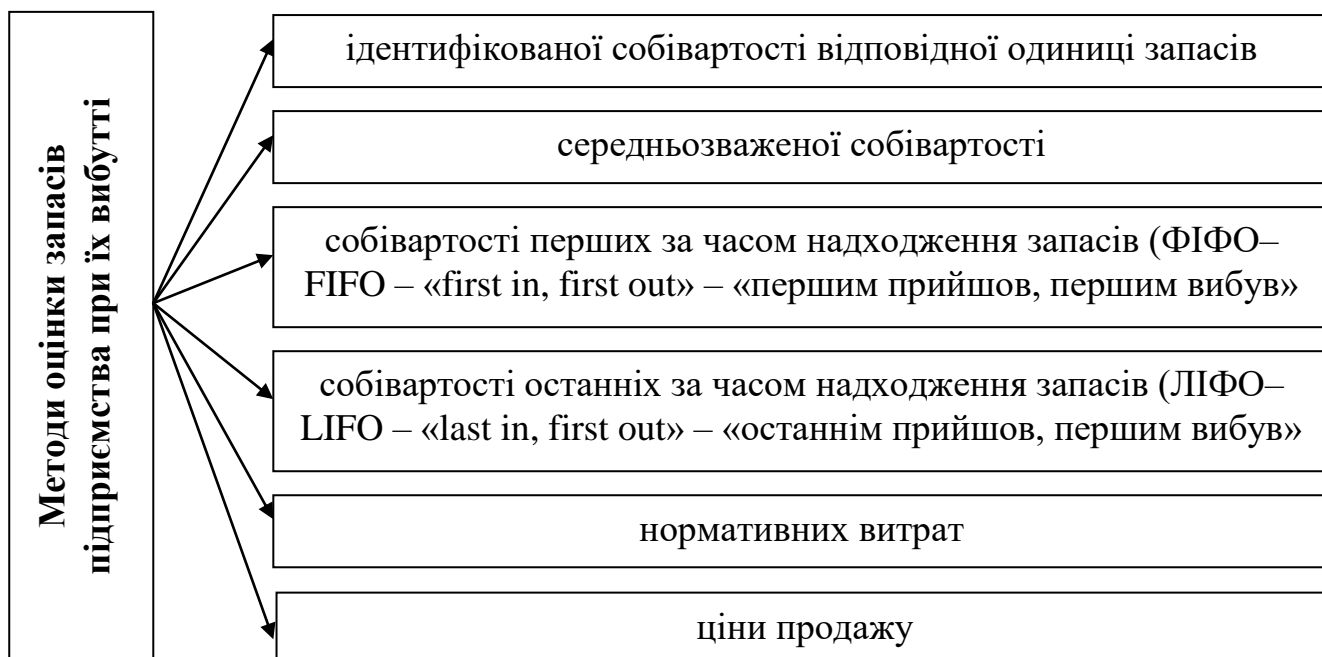 Методи оцінки запасів
підприємства при їх вибутті
ідентифікованої собівартості відповідної одиниці запасів
середньозваженої собівартості
собівартості перших за часом надходження запасів (ФІФО–
FIFO – «first in, first out» – «першим прийшов, першим вибув»
собівартості останніх за часом надходження запасів (ЛІФО–
LIFO – «last in, first out» – «останнім прийшов, першим вибув»
нормативних витрат
ціни продажу